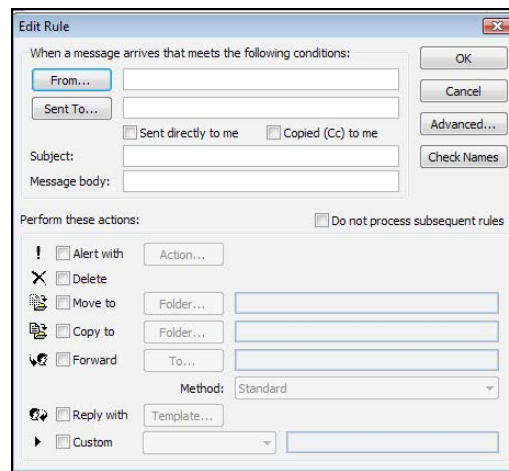 Edit Rule
When a message arrives that meets the following conditions:
OK
From...
Cancel
Sent To...
Advanced...
Sent directly to me Copied (Cc) to me
Subject:
Check Names
Message body:
Perform these actions: Do not process subsequent rules
Alert with Action...
Delete
Move to Folder...
Copy to Folder...
Forward To...
Method: Standard
Reply with Template...
Custom